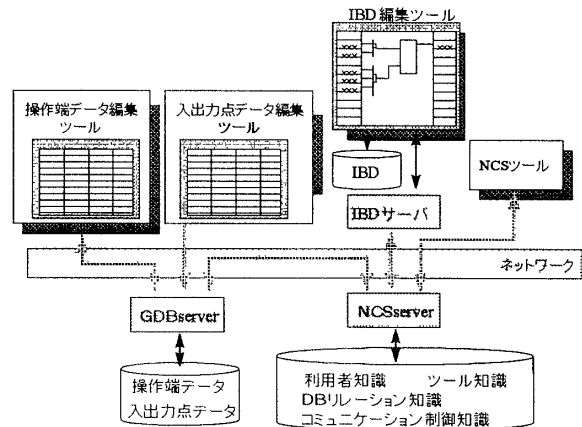 IBD 編集ツール
操作端データ編集
ツール
入出力点データ編集
ツール
NCSツール
IBD
IBDサーバ
ネットワーク
GDBserver
NCSserver
操作端データ
入出力点データ
利用者知識 ツール知識
DBリレーション知識
コミュニケーション制御知識